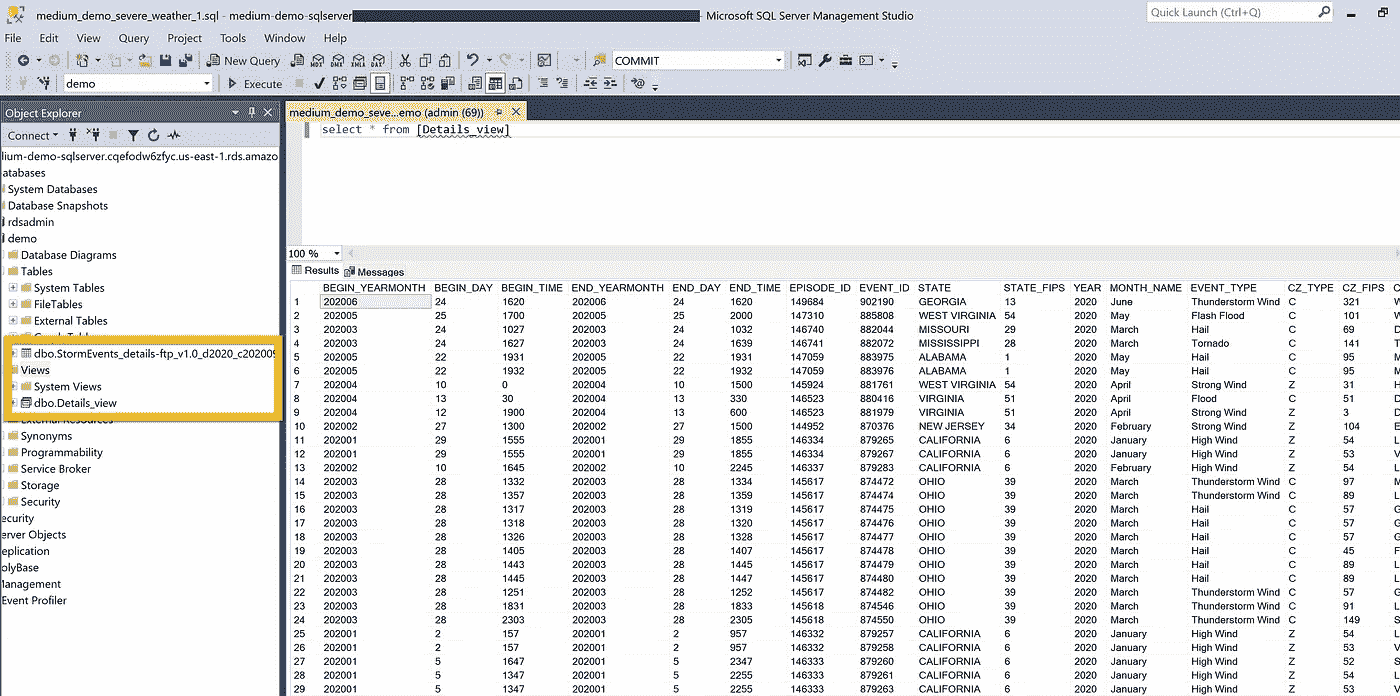 medium_demo_severe_weather_1.sql - medium-demo-sqlserver - Microsoft SQL Server Management Studio
Quick Launch (Ctrl+Q)
File Edit View Query Project Tools Window Help
New Query MDX DMX XMLA DAX COMMIT
demo Execute
Object Explorer
medium_demo_seve...emo (admin (69))
Connect
select * from [Details_view]
lium-demo-sqlserver.cqefodw6zfyc.us-east-1.rds.amazo
atabases
System Databases
Database Snapshots
rdsadmin
demo
Database Diagrams
Tables
System Tables
FileTables
External Tables
dbo.StormEvents_details-ftp_v1.0_d2020_c202009
Views
System Views
dbo.Details_view
External Resources
Synonyms
Programmability
Service Broker
Storage
Security
ecurity
erver Objects
eplication
olyBase
Management
Event Profiler
100 %
Results Messages
BEGIN_YEARMONTH BEGIN_DAY BEGIN_TIME END_YEARMONTH END_DAY END_TIME EPISODE_ID EVENT_ID STATE STATE_FIPS YEAR MONTH_NAME EVENT_TYPE CZ_TYPE CZ_FIPS C
1 202006 24 1620 202006 24 1620 149684 902190 GEORGIA 13 2020 June Thunderstorm Wind C 321 W
2 202005 25 1700 202005 25 2000 147310 885808 WEST VIRGINIA 54 2020 May Flash Flood C 101 W
3 202003 24 1027 202003 24 1032 146740 882044 MISSOURI 29 2020 March Hail C 69 D
4 202003 24 1627 202003 24 1639 146741 882072 MISSISSIPPI 28 2020 March Tornado C 141 T
5 202005 22 1931 202005 22 1931 147059 883975 ALABAMA 1 2020 May Hail C 95 M
6 202005 22 1932 202005 22 1932 147059 883976 ALABAMA 1 2020 May Hail C 95 M
7 202004 10 0 202004 10 1500 145924 881761 WEST VIRGINIA 54 2020 April Strong Wind Z 31 H
8 202004 13 30 202004 13 330 146523 880416 VIRGINIA 51 2020 April Flood C 51 D
9 202004 12 1900 202004 13 600 146523 881979 VIRGINIA 51 2020 April Strong Wind Z 3 D
10 202002 27 1300 202002 27 1500 144952 870376 NEW JERSEY 34 2020 February Strong Wind Z 104 E
11 202001 29 1555 202001 29 1855 146334 879265 CALIFORNIA 6 2020 January High Wind Z 54 L
12 202001 29 1555 202001 29 1855 146334 879267 CALIFORNIA 6 2020 January High Wind Z 53 V
13 202002 10 1645 202002 10 2245 146337 879283 CALIFORNIA 6 2020 February High Wind Z 54 L
14 202003 28 1332 202003 28 1334 145617 874472 OHIO 39 2020 March Thunderstorm Wind C 97 M
15 202003 28 1357 202003 28 1359 145617 874474 OHIO 39 2020 March Thunderstorm Wind C 89 L
16 202003 28 1317 202003 28 1319 145617 874475 OHIO 39 2020 March Hail C 57 G
17 202003 28 1318 202003 28 1320 145617 874476 OHIO 39 2020 March Hail C 57 G
18 202003 28 1326 202003 28 1328 145617 874477 OHIO 39 2020 March Hail C 57 G
19 202003 28 1405 202003 28 1407 145617 874478 OHIO 39 2020 March Hail C 45 F
20 202003 28 1443 202003 28 1445 145617 874479 OHIO 39 2020 March Hail C 89 L
21 202003 28 1445 202003 28 1447 145617 874480 OHIO 39 2020 March Hail C 89 L
22 202003 28 1251 202003 28 1252 145617 874482 OHIO 39 2020 March Thunderstorm Wind C 57 G
23 202003 28 1831 202003 28 1833 145618 874546 OHIO 39 2020 March Thunderstorm Wind C 91 L
24 202003 28 2303 202003 28 2305 145618 874550 OHIO 39 2020 March Thunderstorm Wind C 149 S
25 202001 2 157 202001 2 957 146332 879257 CALIFORNIA 6 2020 January High Wind Z 54 L
26 202001 2 157 202001 2 957 146332 879258 CALIFORNIA 6 2020 January High Wind Z 53 V
27 202001 5 1647 202001 5 2347 146333 879260 CALIFORNIA 6 2020 January High Wind Z 52 S
28 202001 5 1347 202001 5 2255 146333 879261 CALIFORNIA 6 2020 January High Wind Z 54 L
29 202001 5 1347 202001 5 2255 146333 879263 CALIFORNIA 6 2020 January High Wind Z 53 V